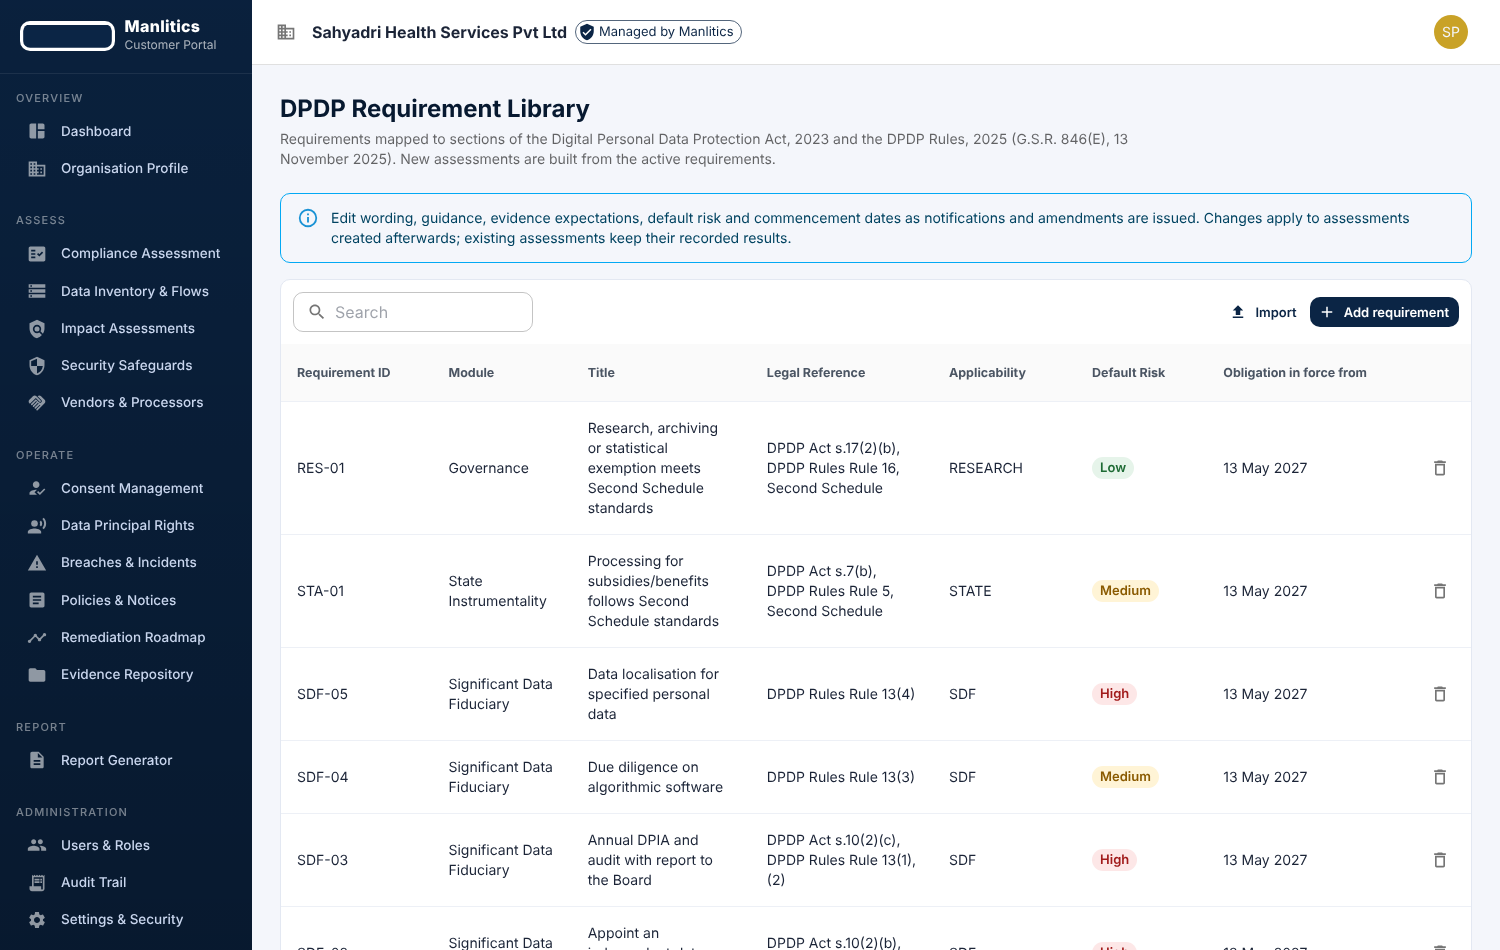 Manlitics
Customer Portal
OVERVIEW
Dashboard
Organisation Profile
ASSESS
Compliance Assessment
Data Inventory & Flows
Impact Assessments
Security Safeguards
Vendors & Processors
OPERATE
Consent Management
Data Principal Rights
Breaches & Incidents
Policies & Notices
Remediation Roadmap
Evidence Repository
REPORT
Report Generator
ADMINISTRATION
Users & Roles
Audit Trail
Settings & Security
Sahyadri Health Services Pvt Ltd
Managed by Manlitics
SP
DPDP Requirement Library
Requirements mapped to sections of the Digital Personal Data Protection Act, 2023 and the DPDP Rules, 2025 (G.S.R. 846(E), 13
November 2025). New assessments are built from the active requirements.
Edit wording, guidance, evidence expectations, default risk and commencement dates as notifications and amendments are issued. Changes apply to assessments
created afterwards; existing assessments keep their recorded results.
Search
Import
Add requirement
Requirement ID
Module
Title
Legal Reference
Applicability
Default Risk
Obligation in force from
RES-01
Governance
Research, archiving
or statistical
exemption meets
Second Schedule
standards
DPDP Act s.17(2)(b),
DPDP Rules Rule 16,
Second Schedule
RESEARCH
Low
13 May 2027
STA-01
State
Instrumentality
Processing for
subsidies/benefits
follows Second
Schedule standards
DPDP Act s.7(b),
DPDP Rules Rule 5,
Second Schedule
STATE
Medium
13 May 2027
SDF-05
Significant Data
Fiduciary
Data localisation for
specified personal
data
DPDP Rules Rule 13(4)
SDF
High
13 May 2027
SDF-04
Significant Data
Fiduciary
Due diligence on
algorithmic software
DPDP Rules Rule 13(3)
SDF
Medium
13 May 2027
SDF-03
Significant Data
Fiduciary
Annual DPIA and
audit with report to
the Board
DPDP Act s.10(2)(c),
DPDP Rules Rule 13(1),
(2)
SDF
High
13 May 2027
Significant Data
Appoint an
DPDP Act s.10(2)(b),